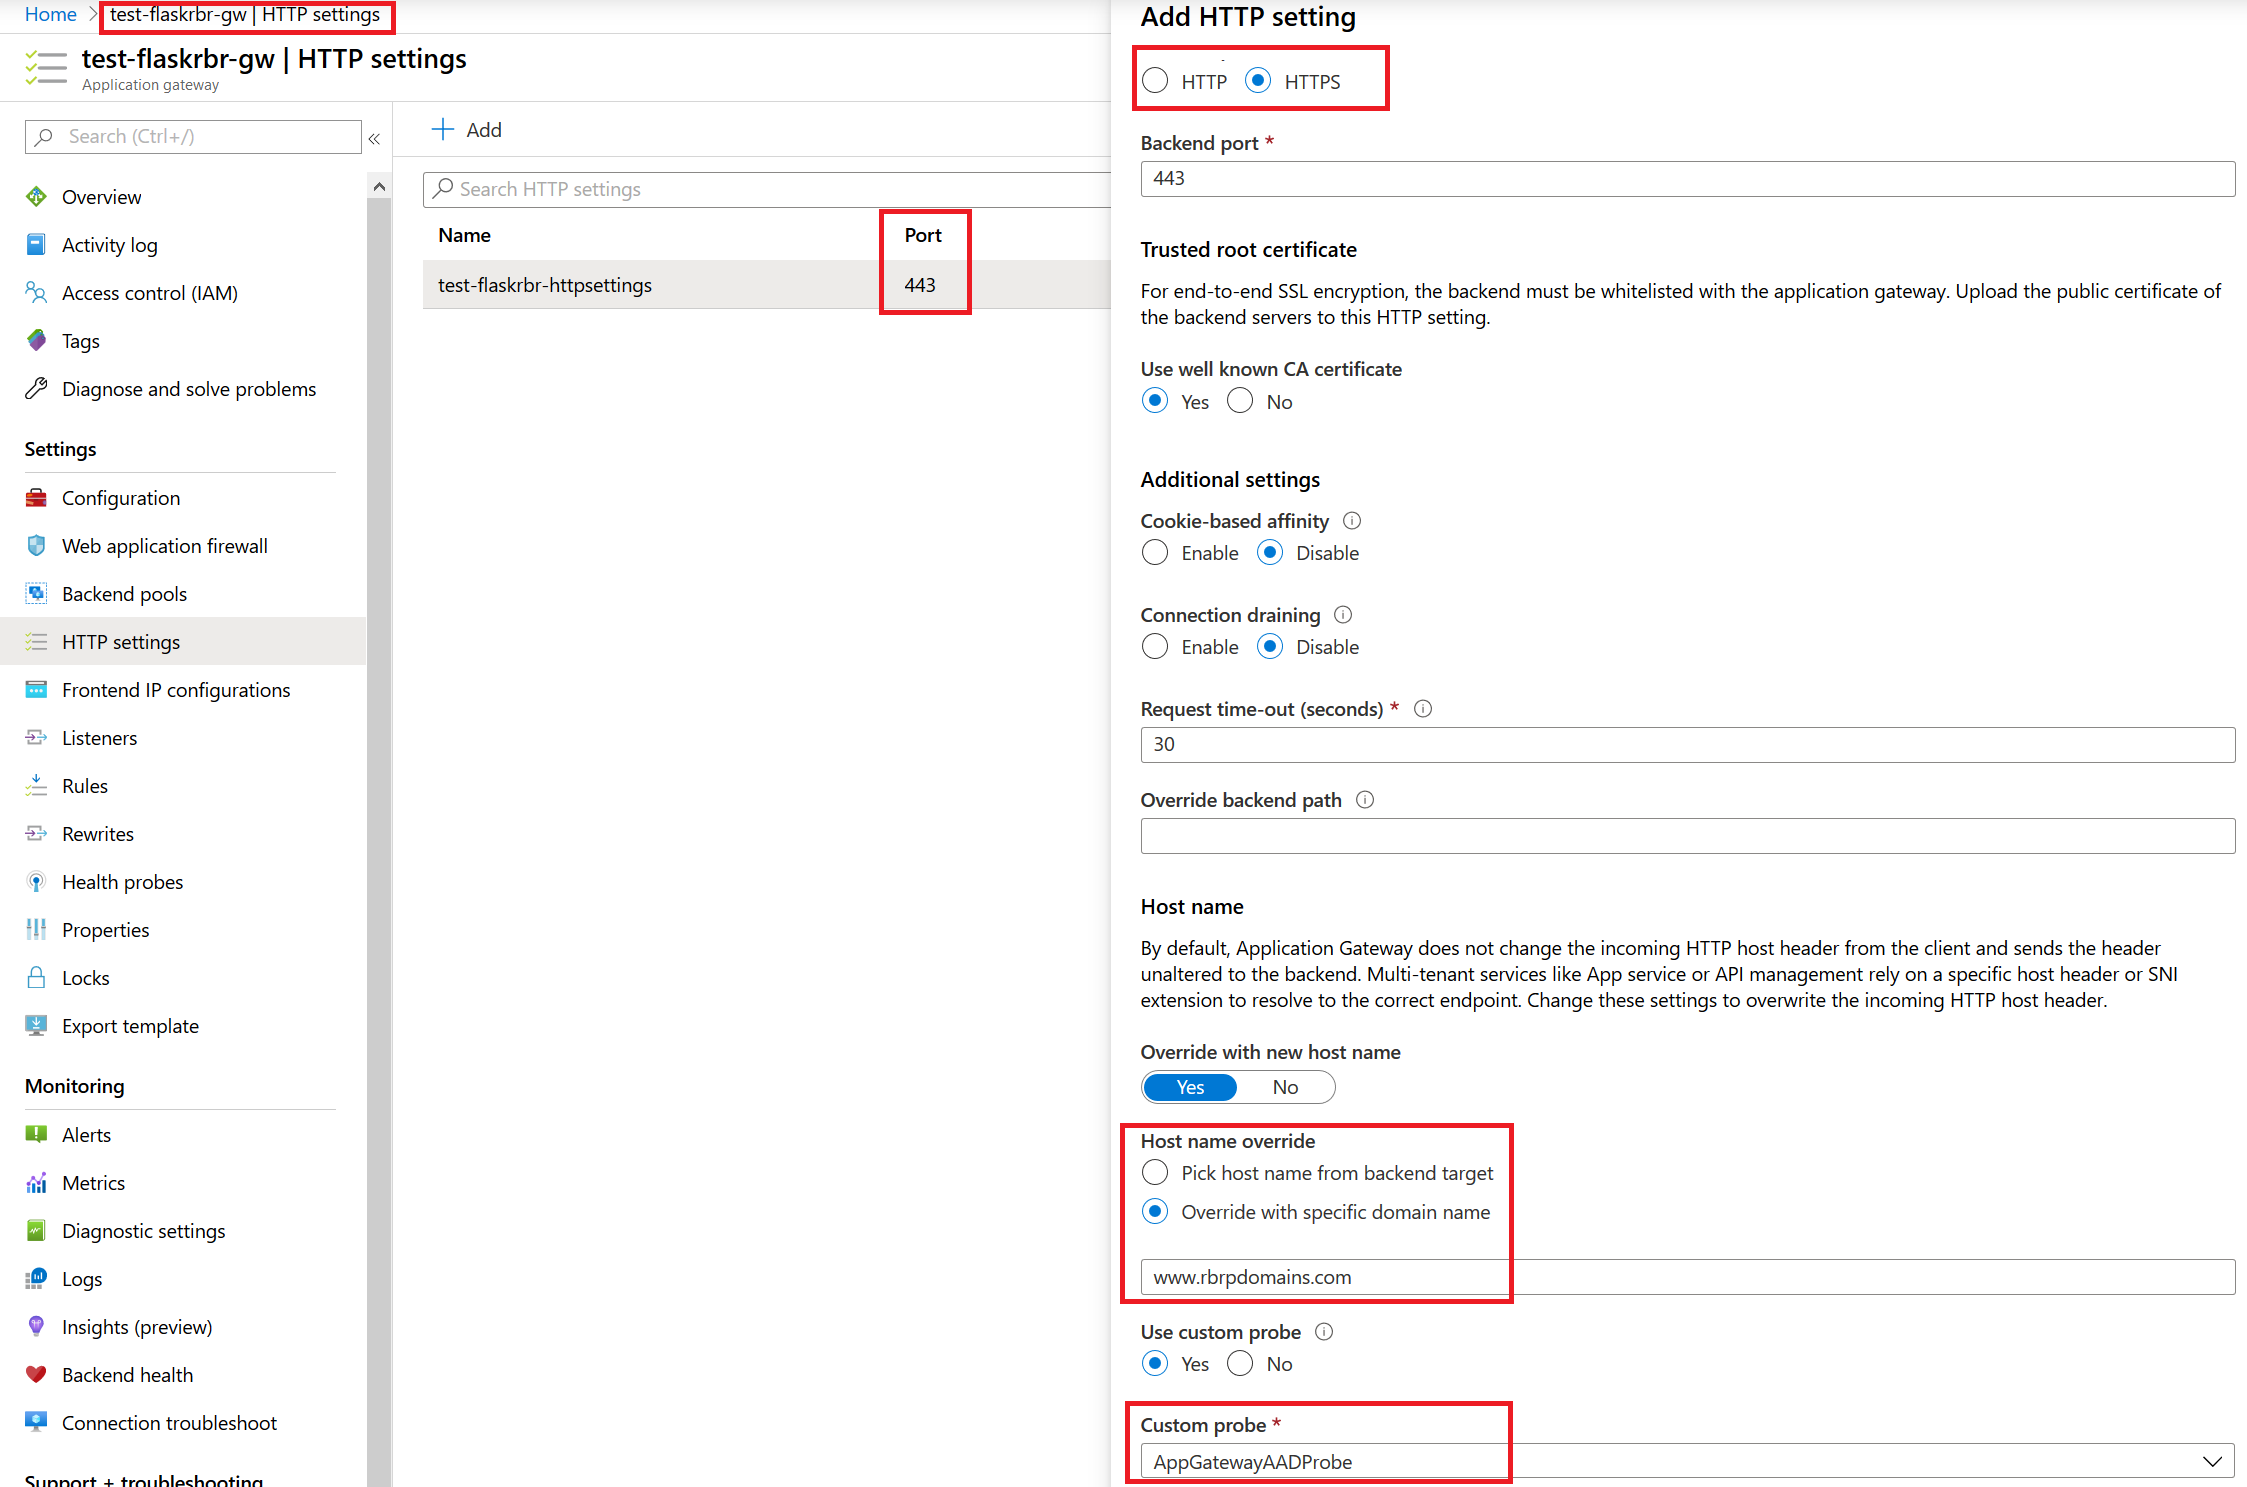 Home > test-flaskrbr-gw | HTTP settings
test-flaskrbr-gw | HTTP settings
Application gateway
Search (Ctrl+/)
«
Overview
Activity log
Access control (IAM)
Tags
Diagnose and solve problems
Settings
Configuration
Web application firewall
Backend pools
HTTP settings
Frontend IP configurations
Listeners
Rules
Rewrites
Health probes
Properties
Locks
Export template
Monitoring
Alerts
Metrics
Diagnostic settings
Logs
Insights (preview)
Backend health
Connection troubleshoot
Support + troubleshooting
Add
Search HTTP settings
Name Port
test-flaskrbr-httpsettings 443
Add HTTP setting
HTTP HTTPS
Backend port *
443
Trusted root certificate
For end-to-end SSL encryption, the backend must be whitelisted with the application gateway. Upload the public certificate of
the backend servers to this HTTP setting.
Use well known CA certificate
Yes No
Additional settings
Cookie-based affinity
Enable Disable
Connection draining
Enable Disable
Request time-out (seconds) *
30
Override backend path
Host name
By default, Application Gateway does not change the incoming HTTP host header from the client and sends the header
unaltered to the backend. Multi-tenant services like App service or API management rely on a specific host header or SNI
extension to resolve to the correct endpoint. Change these settings to overwrite the incoming HTTP host header.
Override with new host name
Yes No
Host name override
Pick host name from backend target
Override with specific domain name
www.rbrpdomains.com
Use custom probe
Yes No
Custom probe *
AppGatewayAADProbe